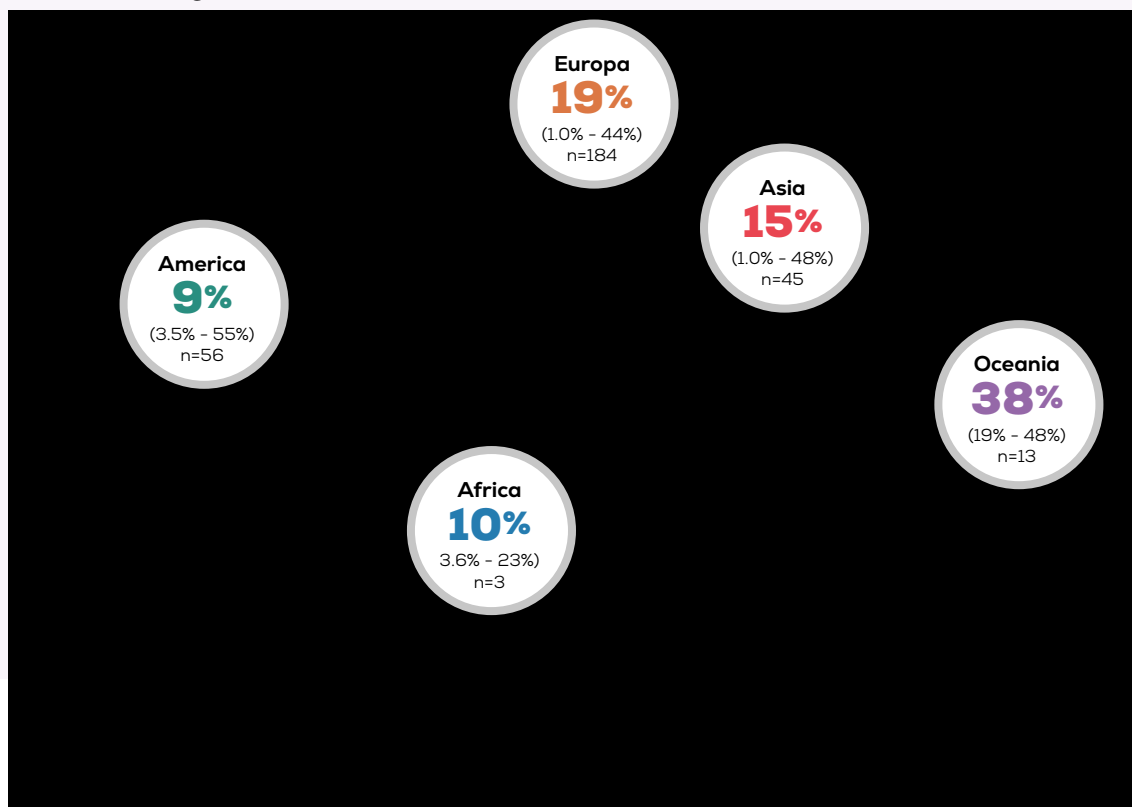 Europa
19%
(1.0% - 44%)
n=184
Asia
15%
(1.0% - 48%)
n=45
America
9%
(3.5% - 55%)
n=56
Oceania
38%
(19% - 48%)
n=13
Africa
10%
3.6% - 23%)
n=3